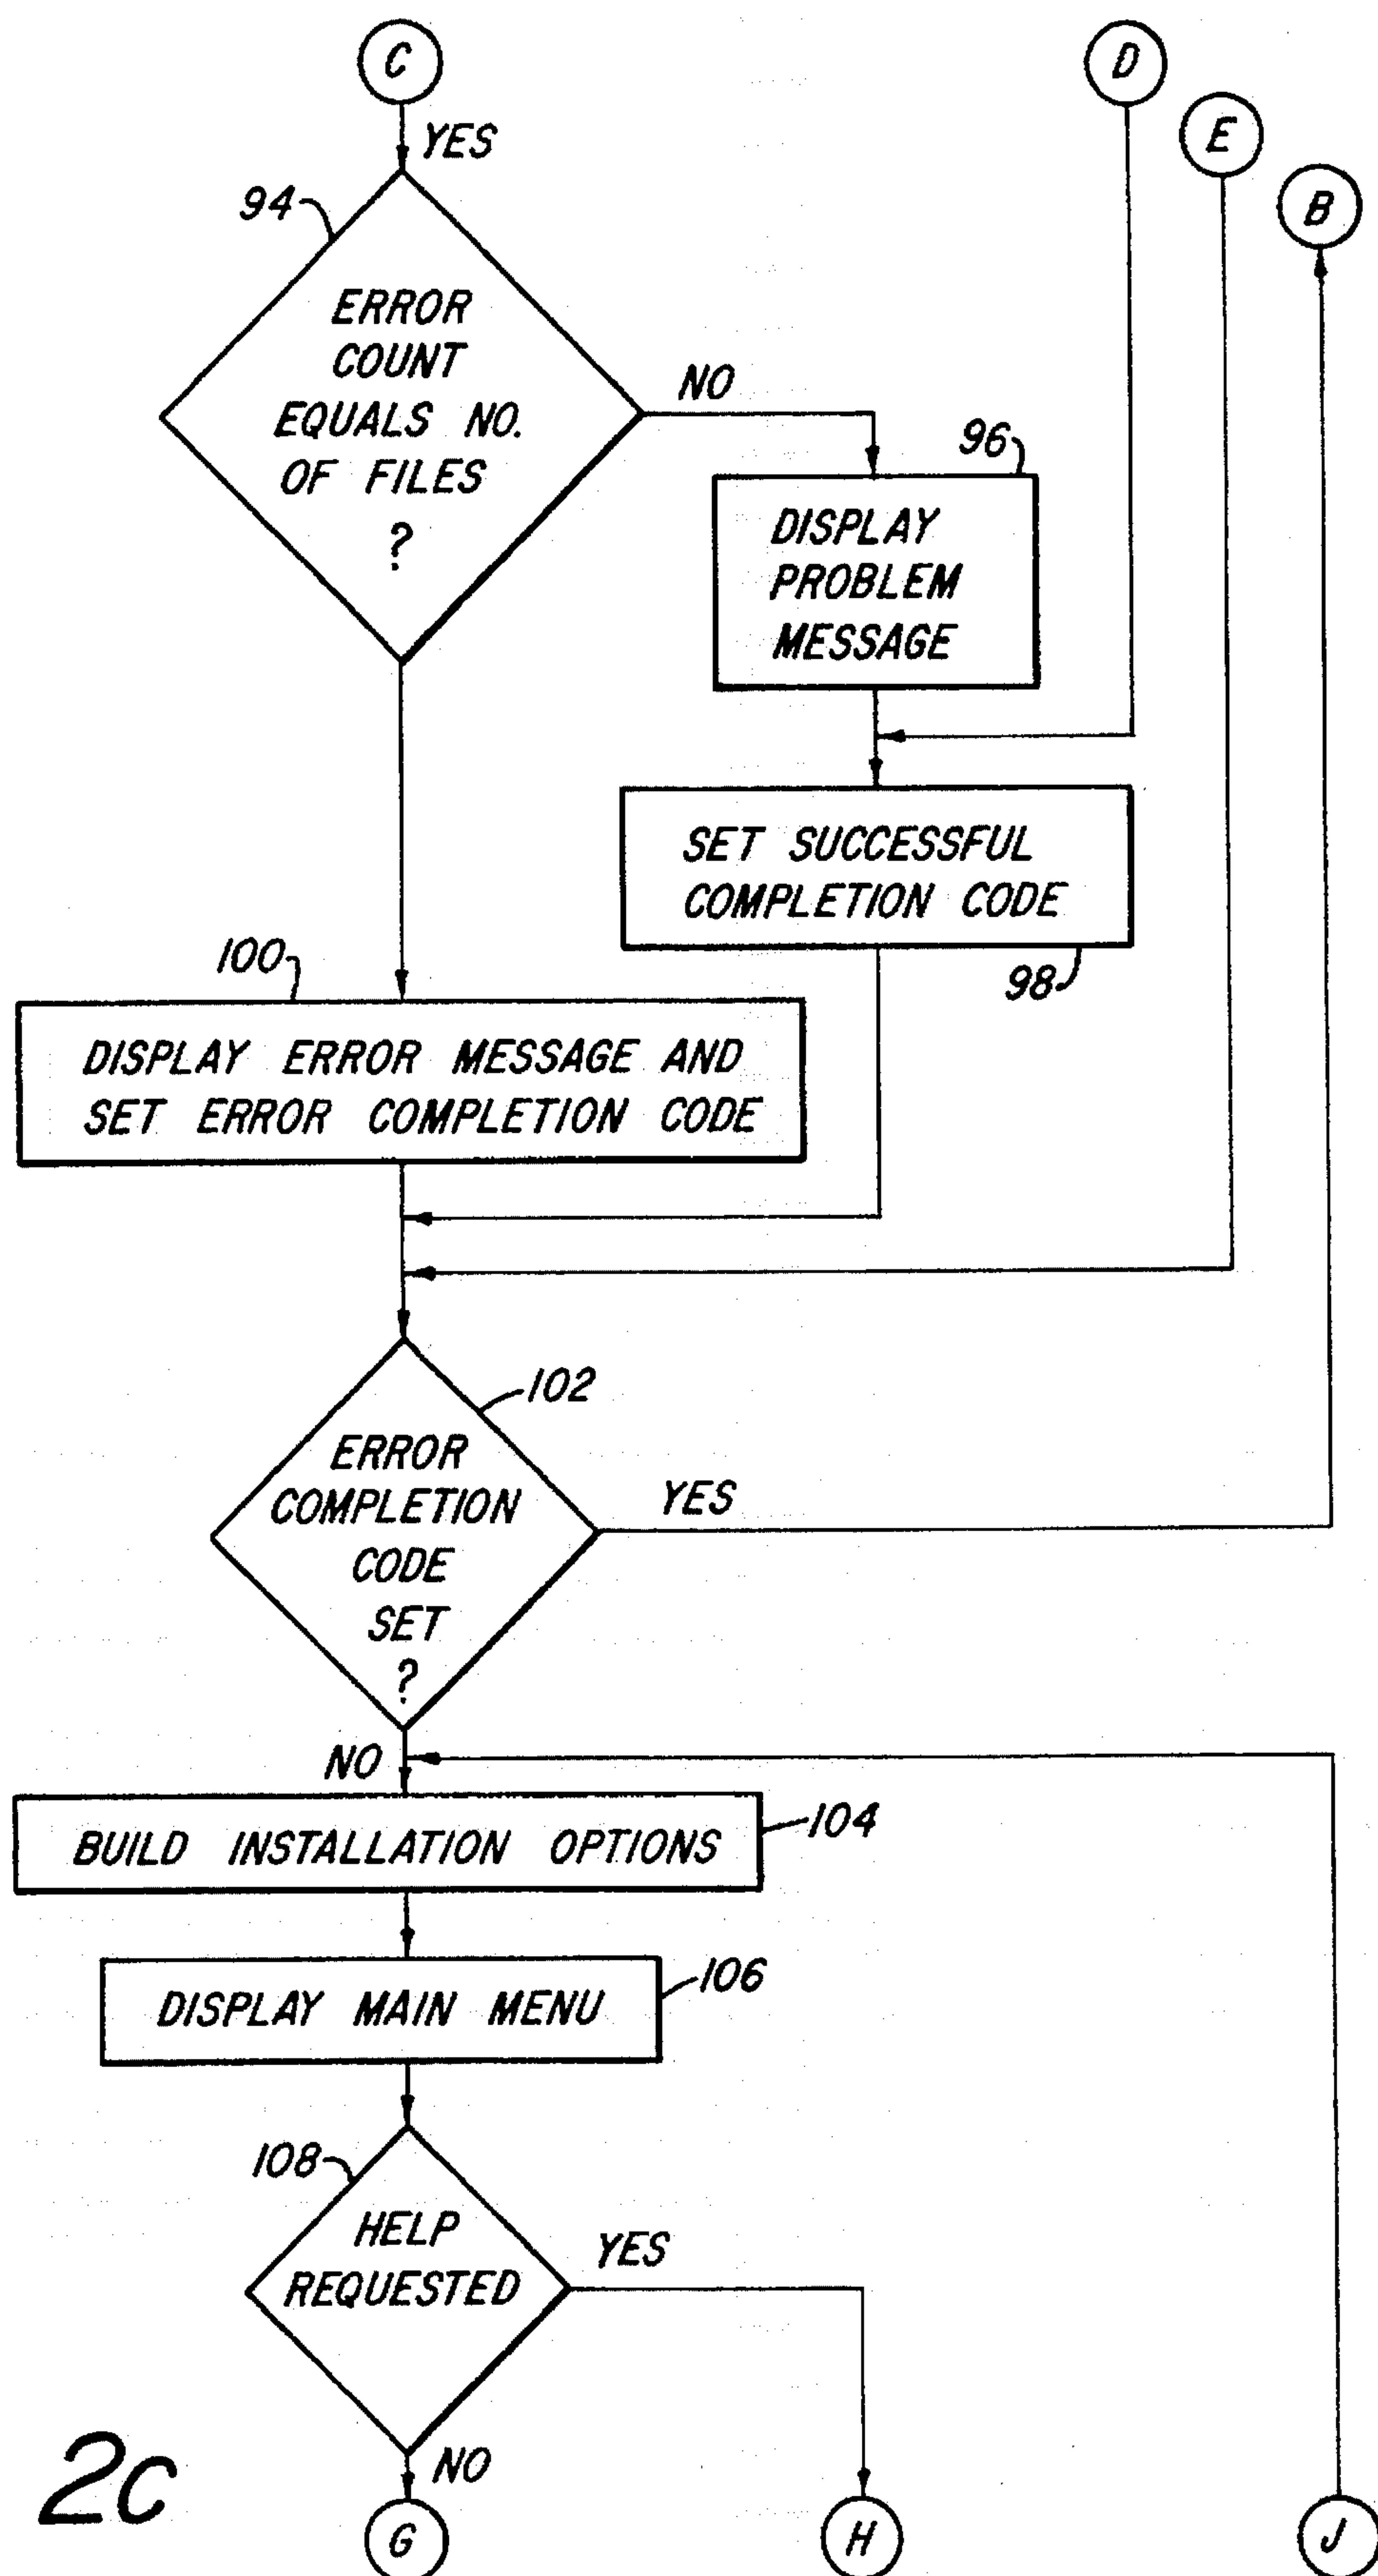 C
D
E
B
YES
94
ERROR
COUNT
EQUALS NO.
OF FILES
?
NO
96
DISPLAY
PROBLEM
MESSAGE
SET SUCCESSFUL
COMPLETION CODE
98
100
DISPLAY ERROR MESSAGE AND
SET ERROR COMPLETION CODE
102
ERROR
COMPLETION
CODE
SET
?
YES
NO
BUILD INSTALLATION OPTIONS
104
DISPLAY MAIN MENU
106
108
HELP
REQUESTED
YES
NO
2C
G
H
J